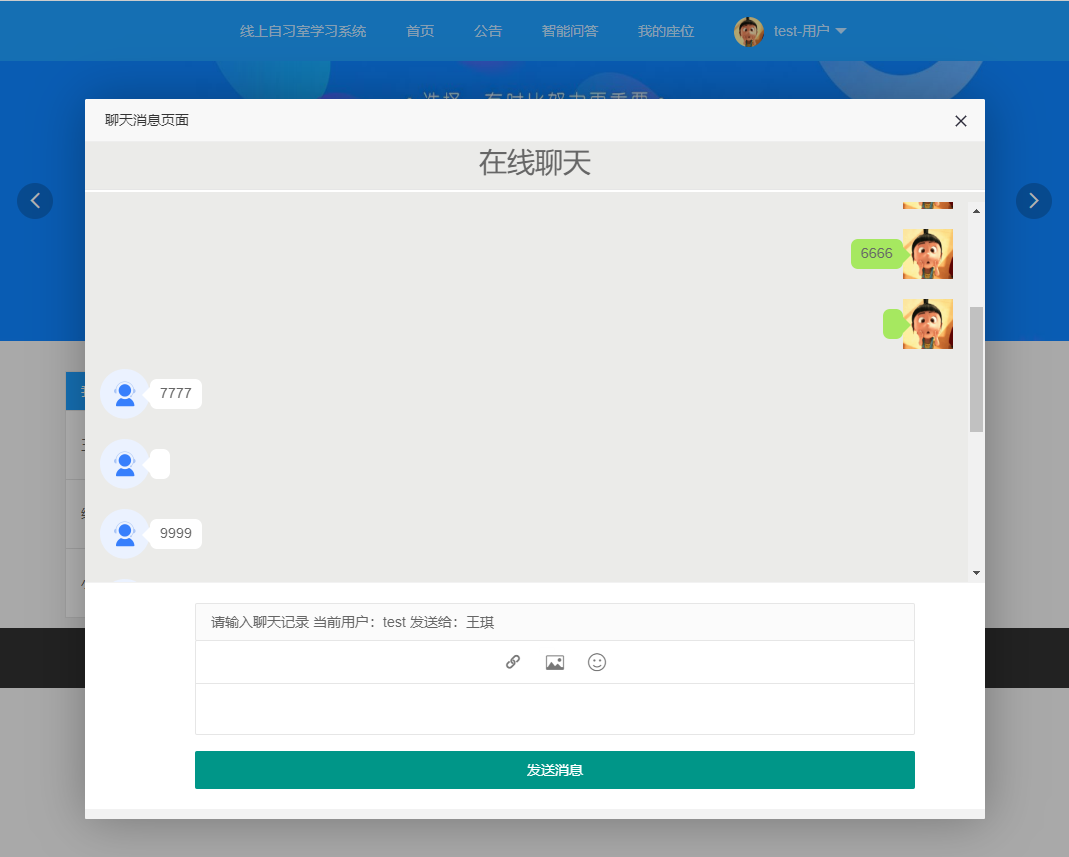 线上自习室学习系统 首页 公告 智能问答 我的座位 test-用户
聊天消息页面
在线聊天
6666
7777
9999
请输入聊天记录 当前用户：test 发送给：王琪
发送消息